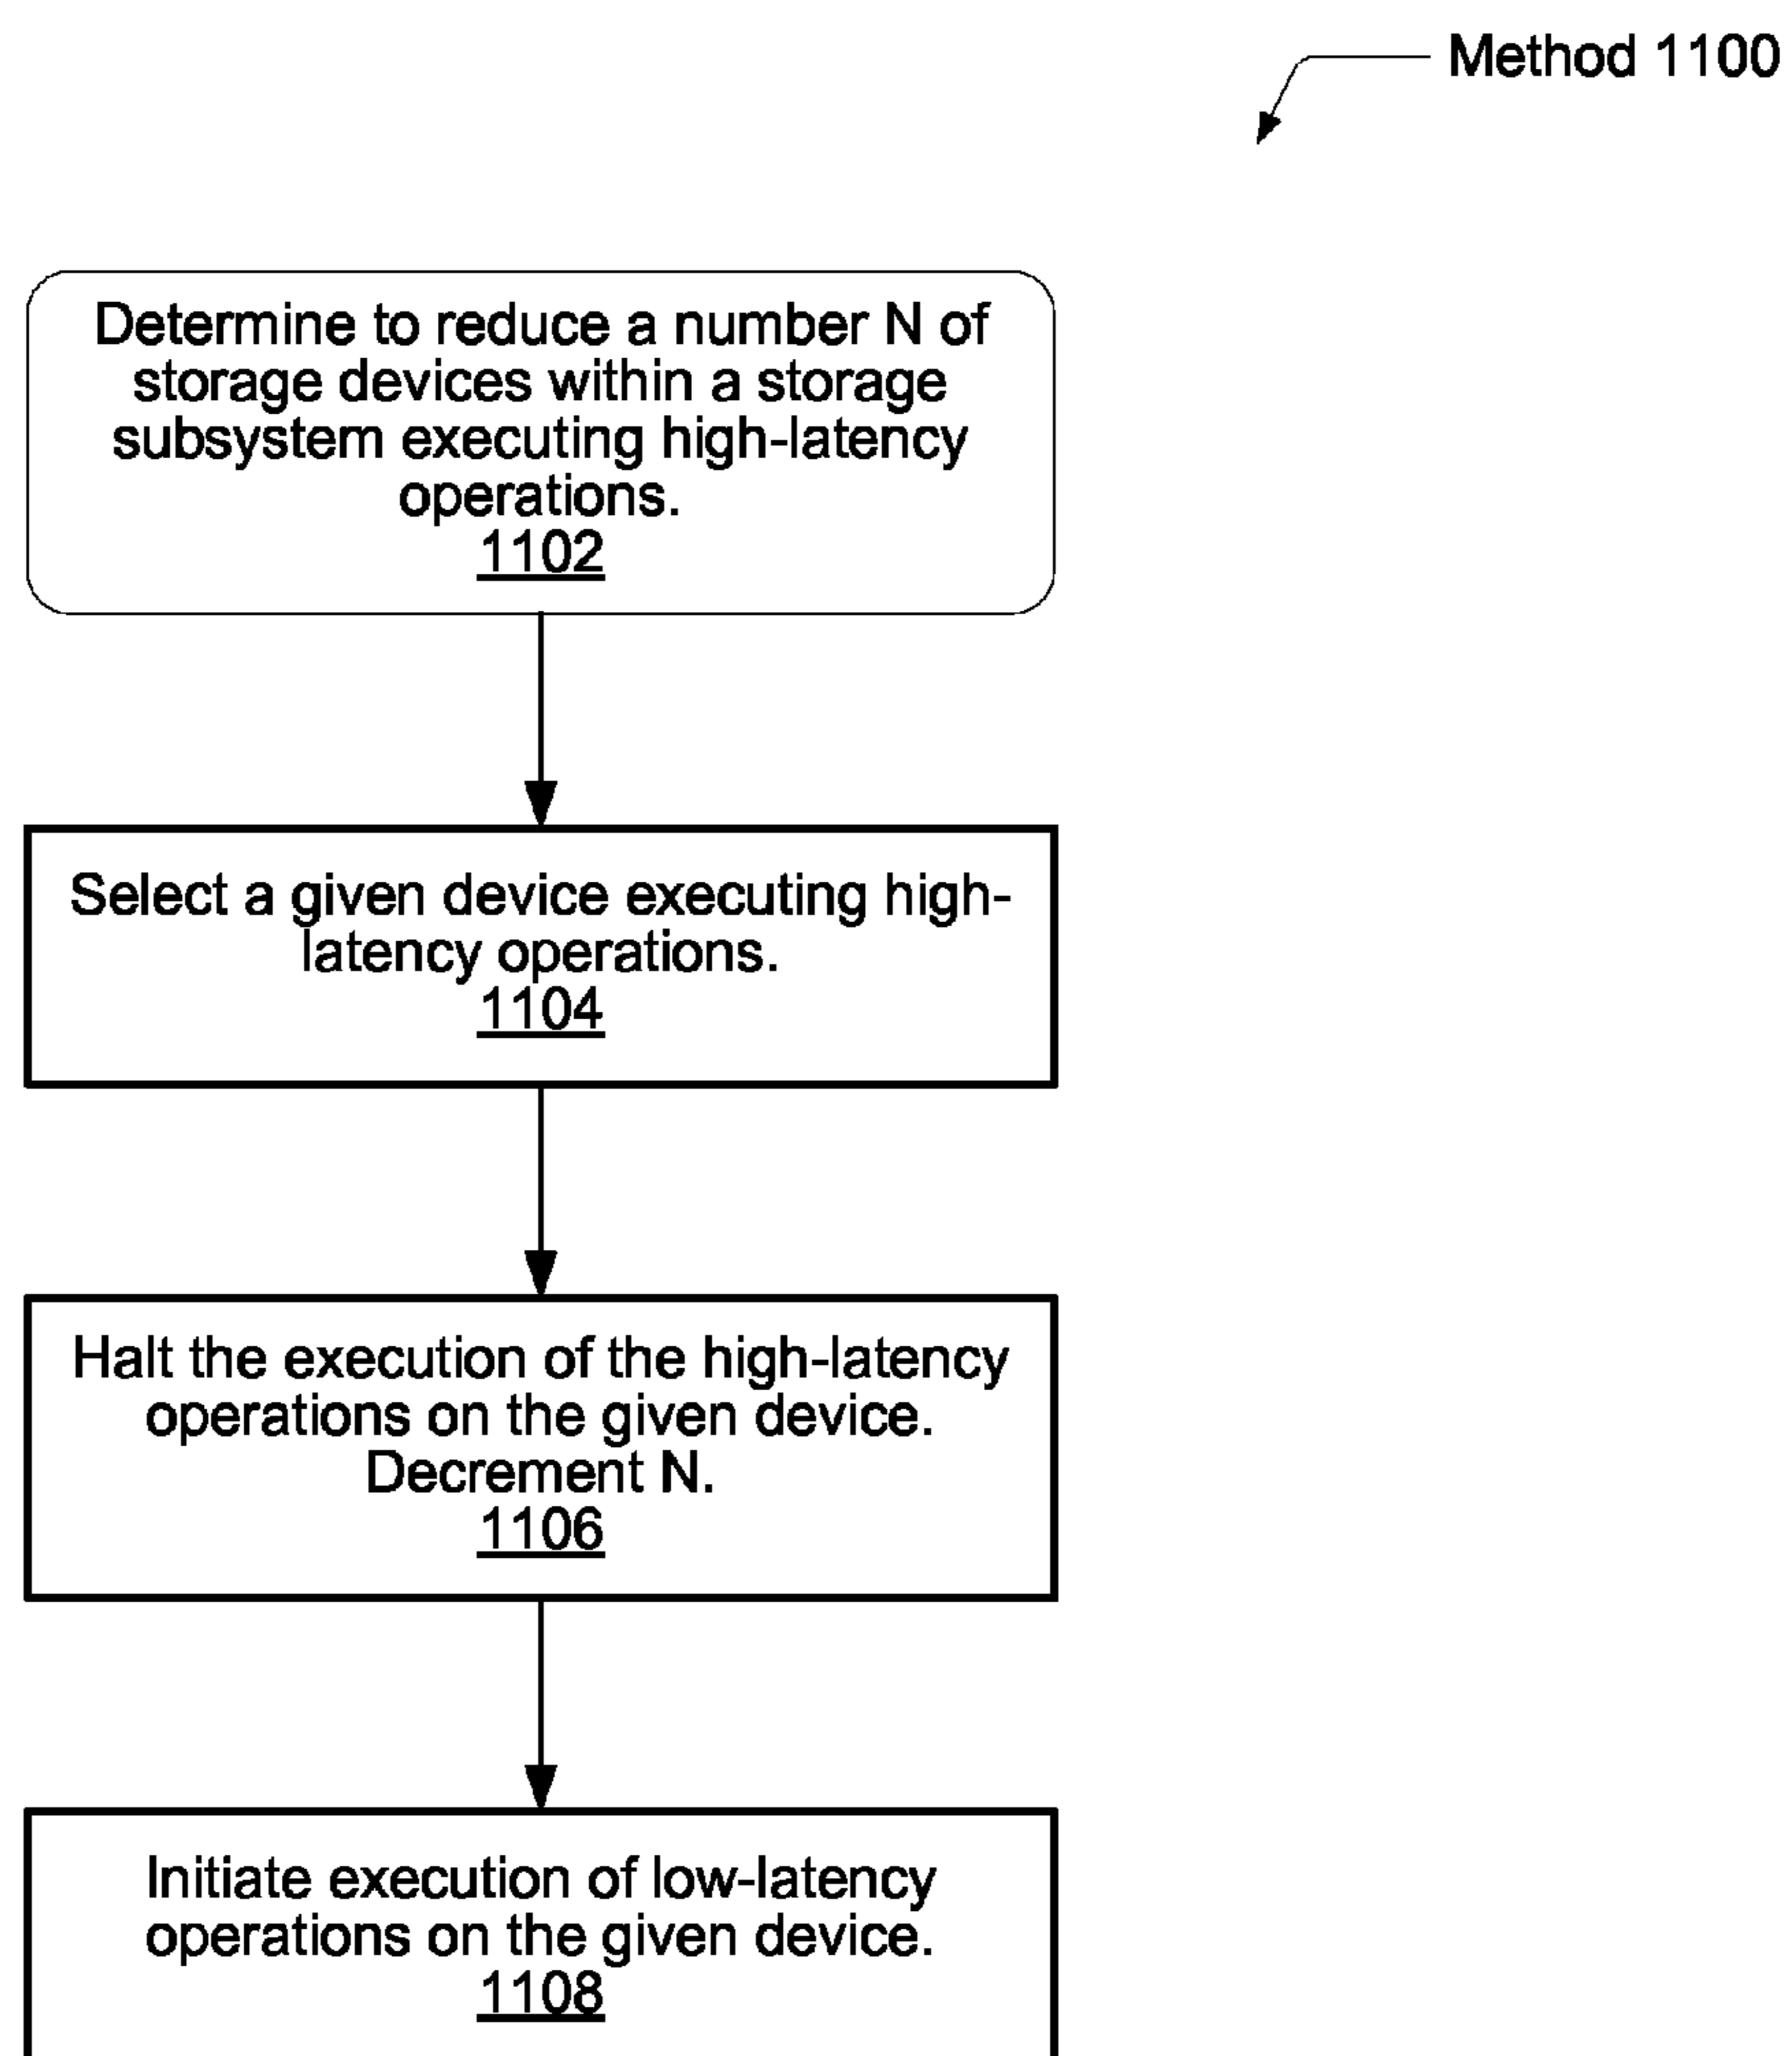 Method 1100
Determine to reduce a number N of
storage devices within a storage
subsystem executing high-latency
operations.
1102
Select a given device executing high-
latency operations.
1104
Halt the execution of the high-latency
operations on the given device.
Decrement N.
1106
Initiate execution of low-latency
operations on the given device.
1108